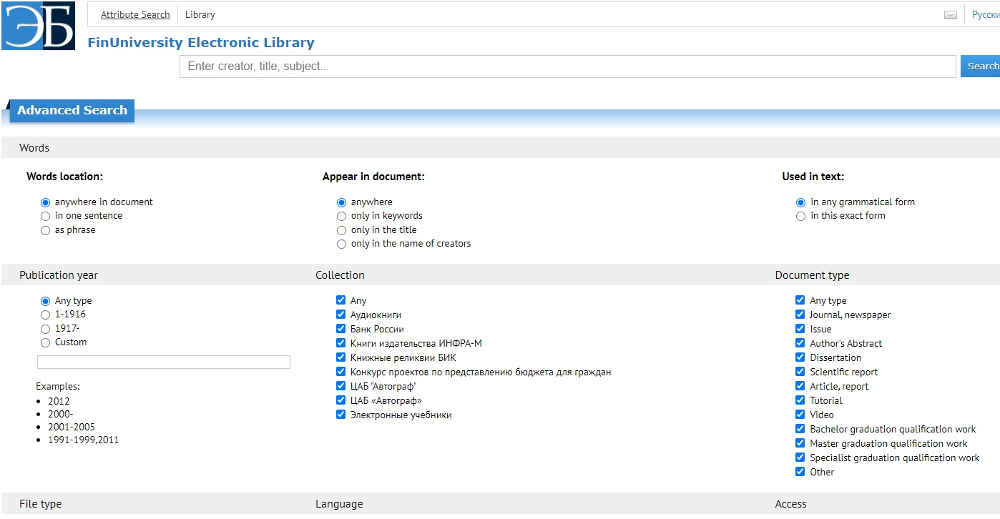 ЭБ
Attribute Search Library
FinUniversity Electronic Library
Enter creator, title, subject...
Search
Advanced Search
Words
Words location:
anywhere in document
in one sentence
as phrase
Appear in document:
anywhere
only in keywords
only in the title
only in the name of creators
Used in text:
in any grammatical form
in this exact form
Publication year
Any type
1-1916
1917-
Custom
Examples:
2012
2000-
2001-2005
1991-1999,2011
Collection
Any
Аудиокниги
Банк России
Книги издательства ИНФРА-М
Книжные реликвии БИК
Конкурс проектов по представлению бюджета для граждан
ЦАБ "Автограф"
ЦАБ «Автограф»
Электронные учебники
Document type
Any type
Journal, newspaper
Issue
Author's Abstract
Dissertation
Scientific report
Article, report
Tutorial
Video
Bachelor graduation qualification work
Master graduation qualification work
Specialist graduation qualification work
Other
File type
Language
Access